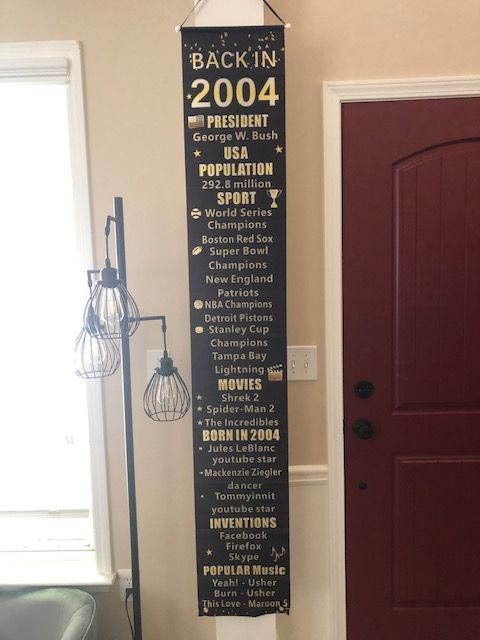 BACK IN
2004
PRESIDENT
George W. Bush
USA
POPULATION
292.8 million
SPORT
World Series
Champions
Boston Red Sox
Super Bowl
Champions
New England
Patriots
NBA Champions
Detroit Pistons
Stanley Cup
Champions
Tampa Bay
Lightning
MOVIES
Shrek 2
Spider-Man 2
The Incredibles
BORN IN 2004
Jules LeBlanc
youtube star
Mackenzie Ziegler
dancer
Tommyinnit
youtube star
INVENTIONS
Facebook
Firefox
Skype
POPULAR Music
Yeah! - Usher
Burn - Usher
This Love - Maroon 5